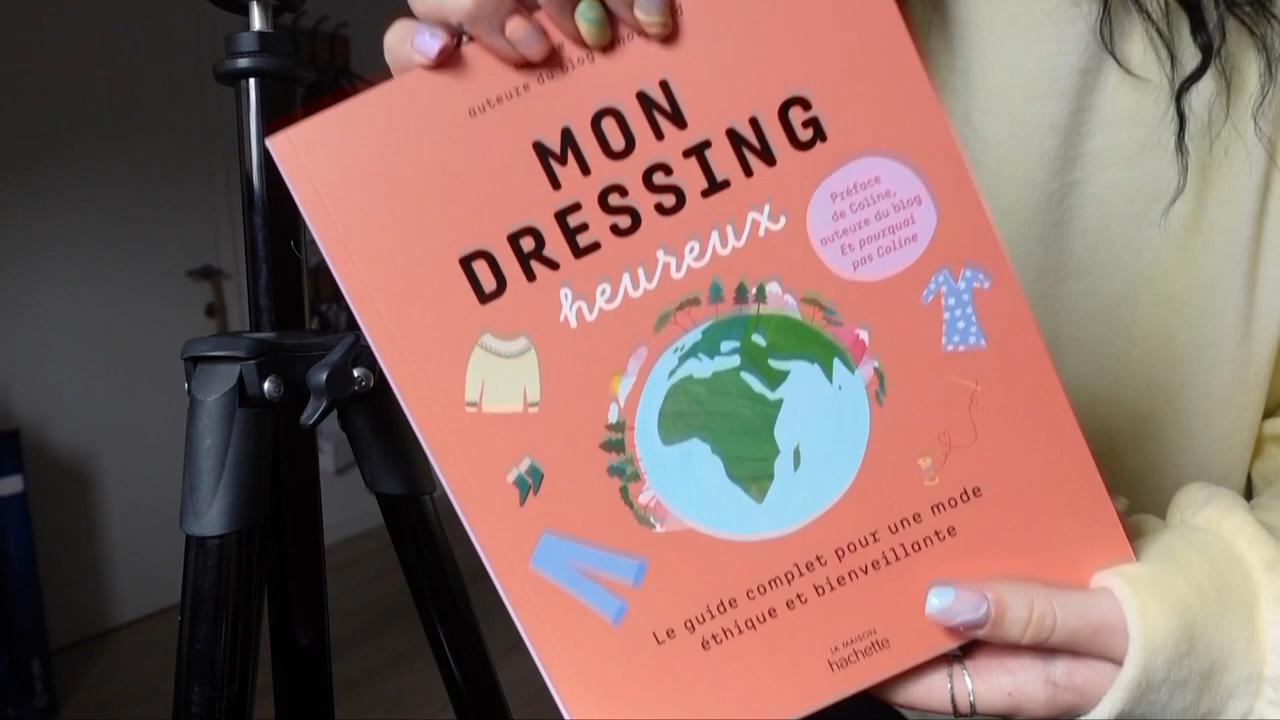 auteure du blog
MON
DRESSING
heureux
Préface
de Coline,
auteure du blog
Et pourquoi
pas Coline
Le guide complet pour une mode
éthique et bienveillante
LA MAISON
hachette